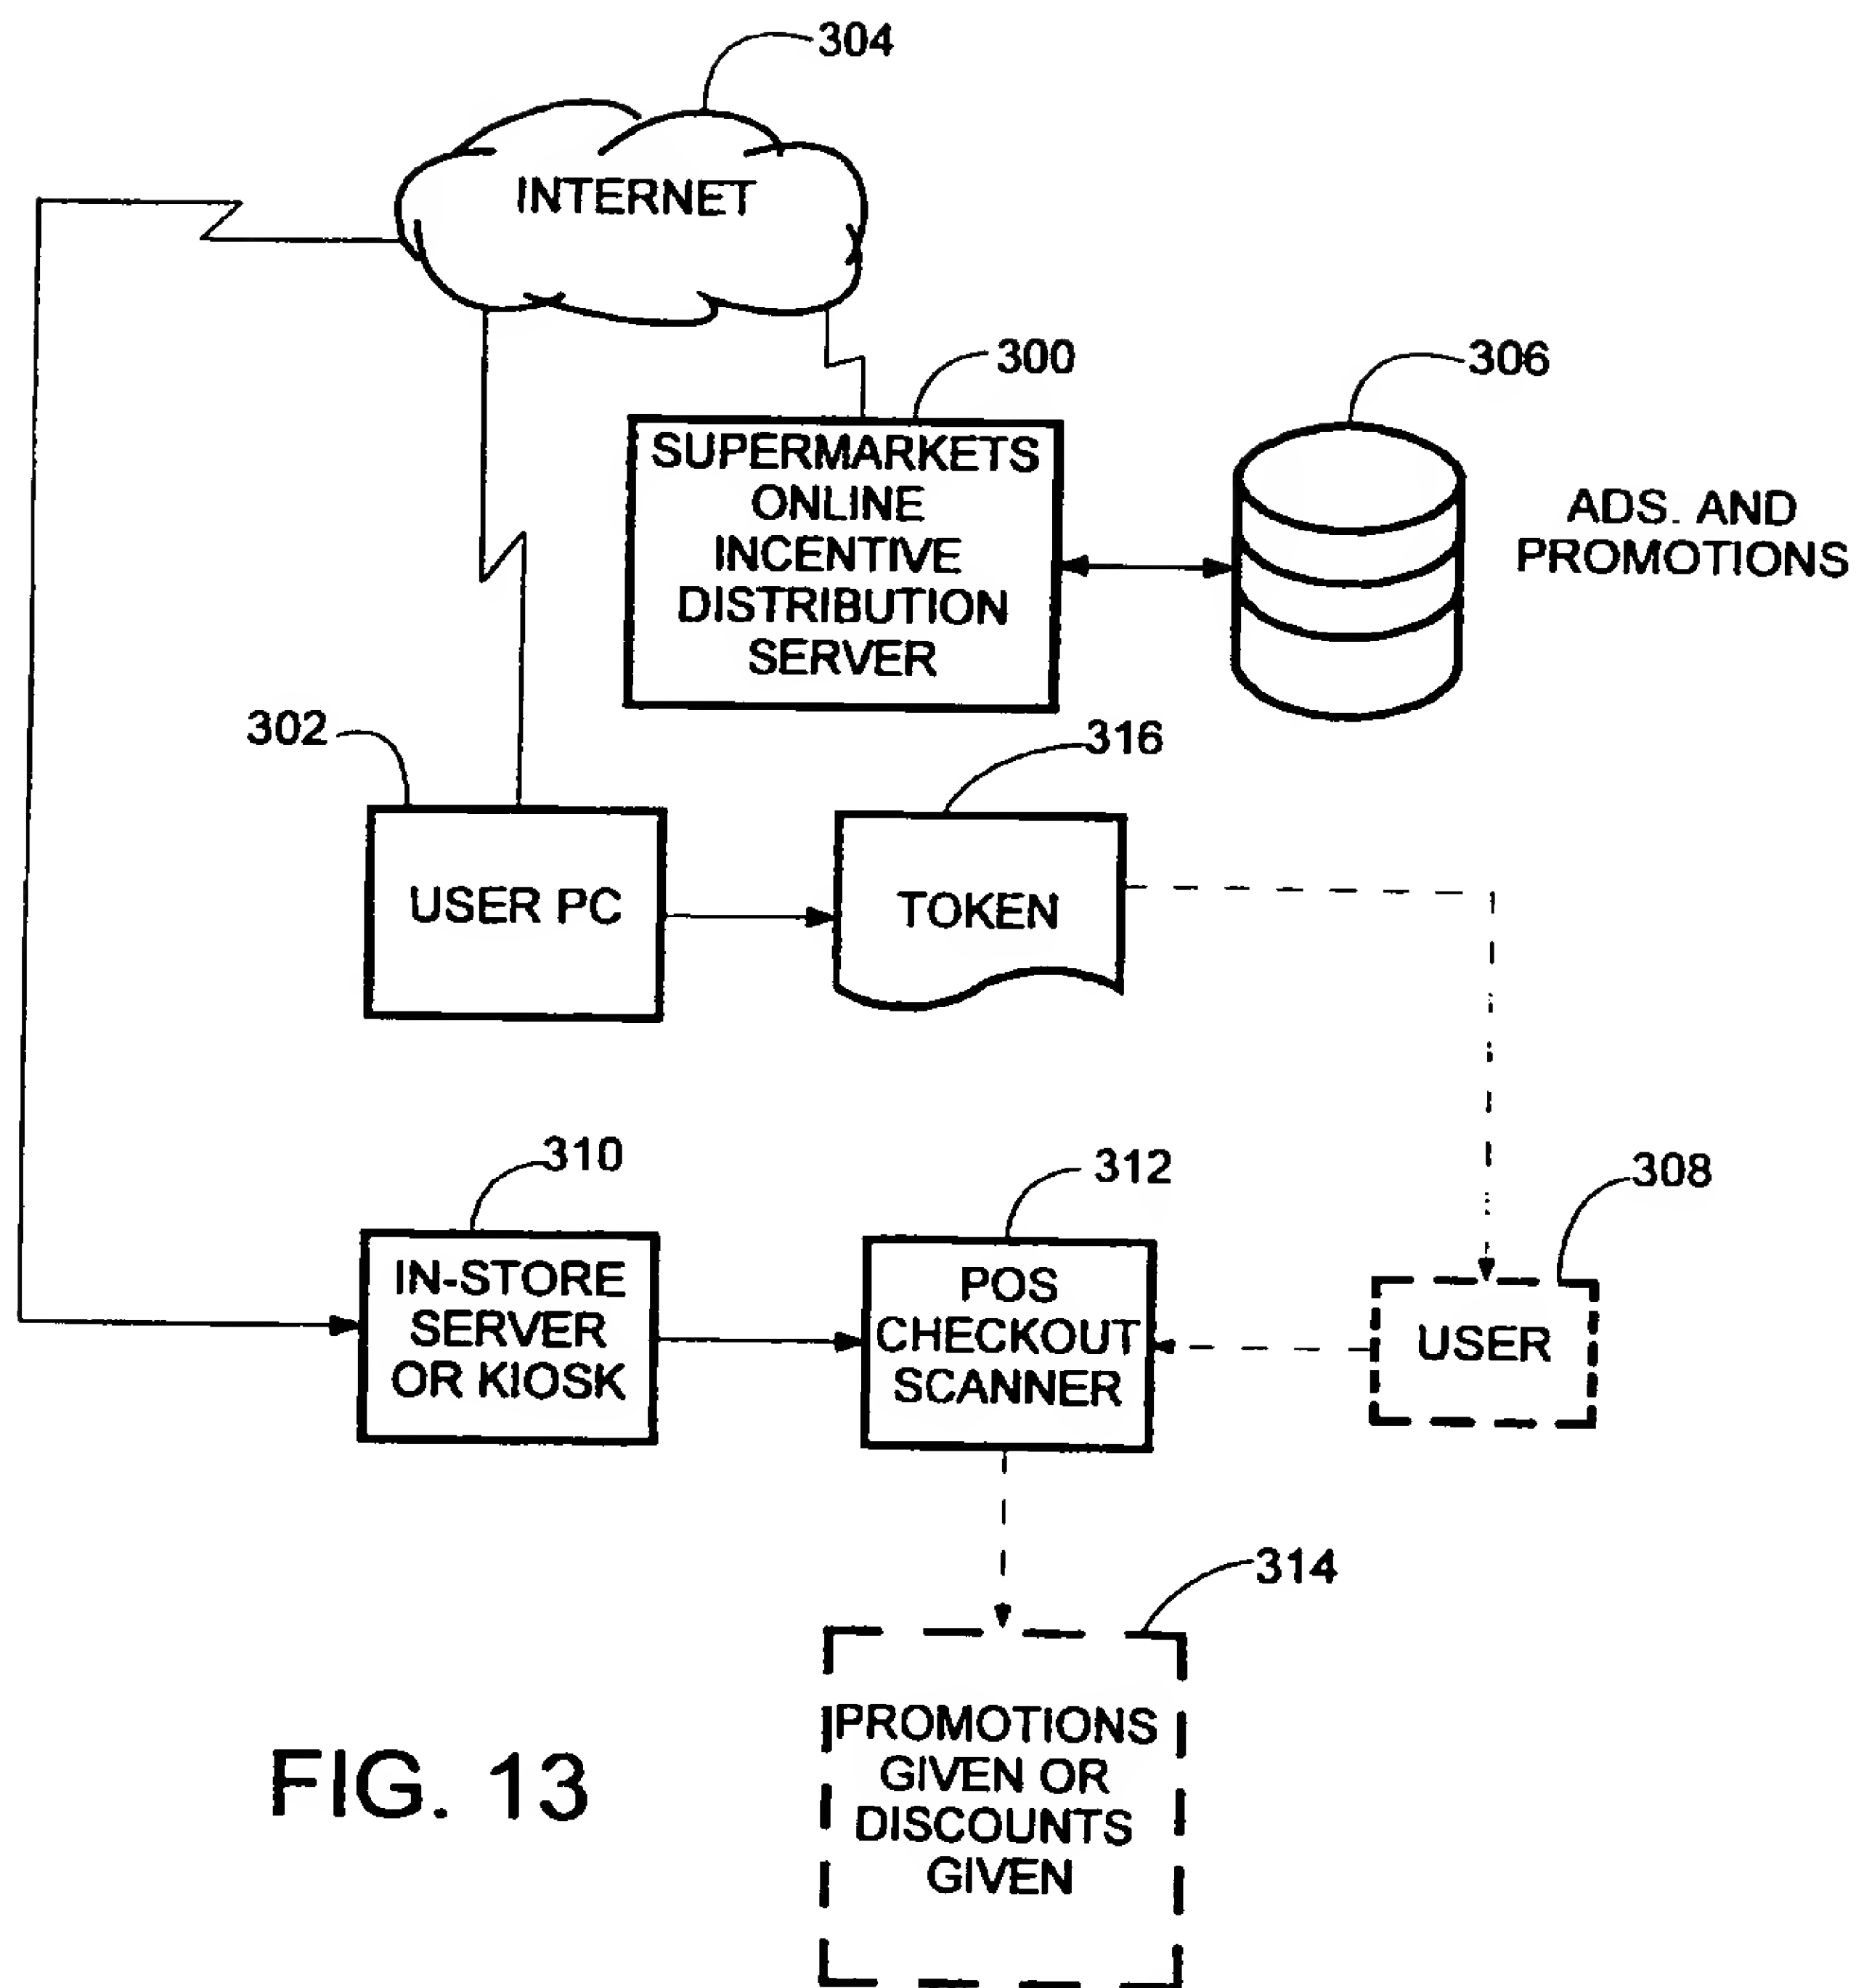 304
INTERNET
300
306
SUPERMARKETS
ONLINE
INCENTIVE
DISTRIBUTION
SERVER
ADS. AND
PROMOTIONS
302
316
USER PC
TOKEN
310
312
308
IN-STORE
SERVER
OR KIOSK
POS
CHECKOUT
SCANNER
USER
314
PROMOTIONS
GIVEN OR
DISCOUNTS
GIVEN
FIG. 13